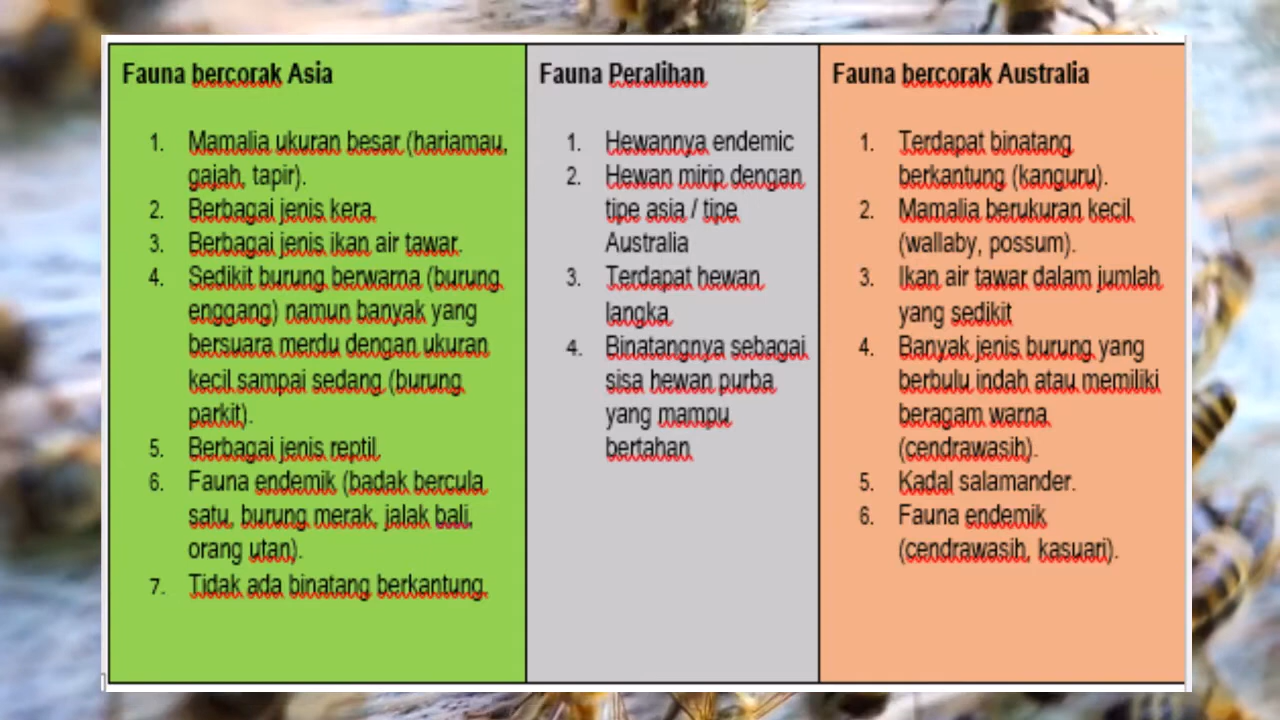 Fauna bercorak Asia
1. Mamalia ukuran besar (hariamau,
gajah, tapir).
2. Berbagai jenis kera.
3. Berbagai jenis ikan air tawar.
4. Sedikit burung berwarna (burung
enggang) namun banyak yang
bersuara merdu dengan ukuran
kecil sampai sedang (burung
parkit).
5. Berbagai jenis reptil.
6. Fauna endemik (badak bercula
satu, burung merak, jalak bali,
orang utan).
7. Tidak ada binatang berkantung.
Fauna Peralihan
1. Hewannya endemic
2. Hewan mirip dengan
tipe asia / tipe
Australia
3. Terdapat hewan
langka.
4. Binatangnya sebagai
sisa hewan purba
yang mampu
bertahan.
Fauna bercorak Australia
1. Terdapat binatang
berkantung (kanguru).
2. Mamalia berukuran kecil
(wallaby, possum).
3. Ikan air tawar dalam jumlah
yang sedikit
4. Banyak jenis burung yang
berbulu indah atau memiliki
beragam warna
(cendrawasih).
5. Kadal salamander.
6. Fauna endemik
(cendrawasih, kasuari).